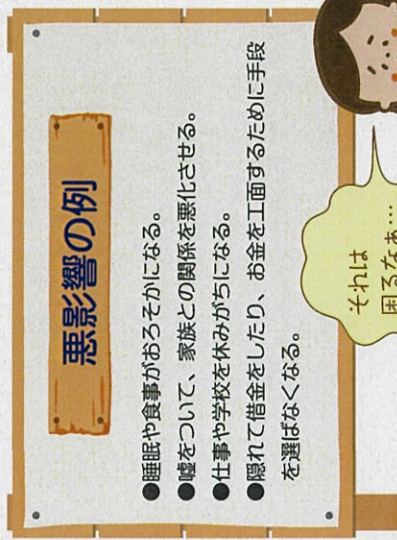 悪影響の例
●睡眠や食事がおろそかになる。
●嘘をついて、家族との関係を悪化させる。
●仕事や学校を休みがちになる。
●隠れて借金をしたり、お金を工面するために手段
を選ばなくなる。
それは
困るなぁ…